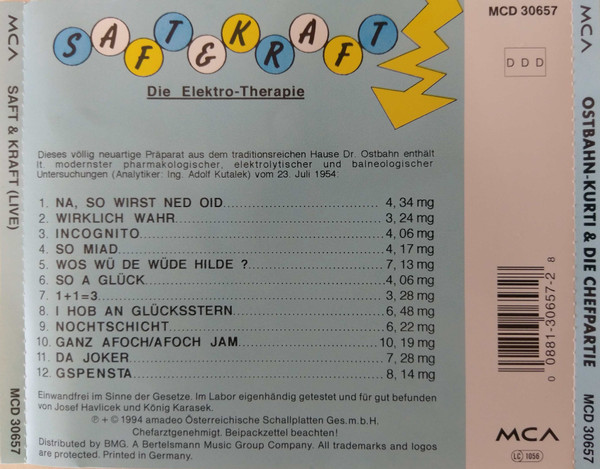 MCA
SAFT & KRAFT (LIVE)
MCD 30657
SAFT & KRAFT
Die Elektro-Therapie
Dieses völlig neuartige Präparat aus dem traditionsreichen Hause Dr. Ostbahn enthält
lt. modernster pharmakologischer, elektrolytischer und balneologischer
Untersuchungen (Analytiker: Ing. Adolf Kutalek) vom 23. Juli 1954:
1. NA, SO WIRST NED OID 4, 34 mg
2. WIRKLICH WAHR 3, 24 mg
3. INCOGNITO 4, 06 mg
4. SO MIAD 4, 17 mg
5. WOS WÜ DE WÜDE HILDE ? 7, 13 mg
6. SO A GLÜCK 4, 06 mg
7. 1+1=3 3, 28 mg
8. I HOB AN GLÜCKSSTERN 6, 48 mg
9. NOCHTSCHICHT 6, 22 mg
10. GANZ AFOCH/AFOCH JAM 10, 19 mg
11. DA JOKER 7, 28 mg
12. GSPENSTA 8, 14 mg
Einwandfrei im Sinne der Gesetze. Im Labor eigenhändig getestet und für gut befunden
von Josef Havlicek und König Karasek.
℗ + © 1994 amadeo Österreichische Schallplatten Ges.m.b.H.
Chefarztgenehmigt. Beipackzettel beachten!
Distributed by BMG. A Bertelsmann Music Group Company. All trademarks and logos
are protected. Printed in Germany.
MCD 30657
D D D
0 0881-30657-2 8
MCA
LC 1056
MCA
OSTBAHN-KURTI & DIE CHEFPARTIE
MCD 30657